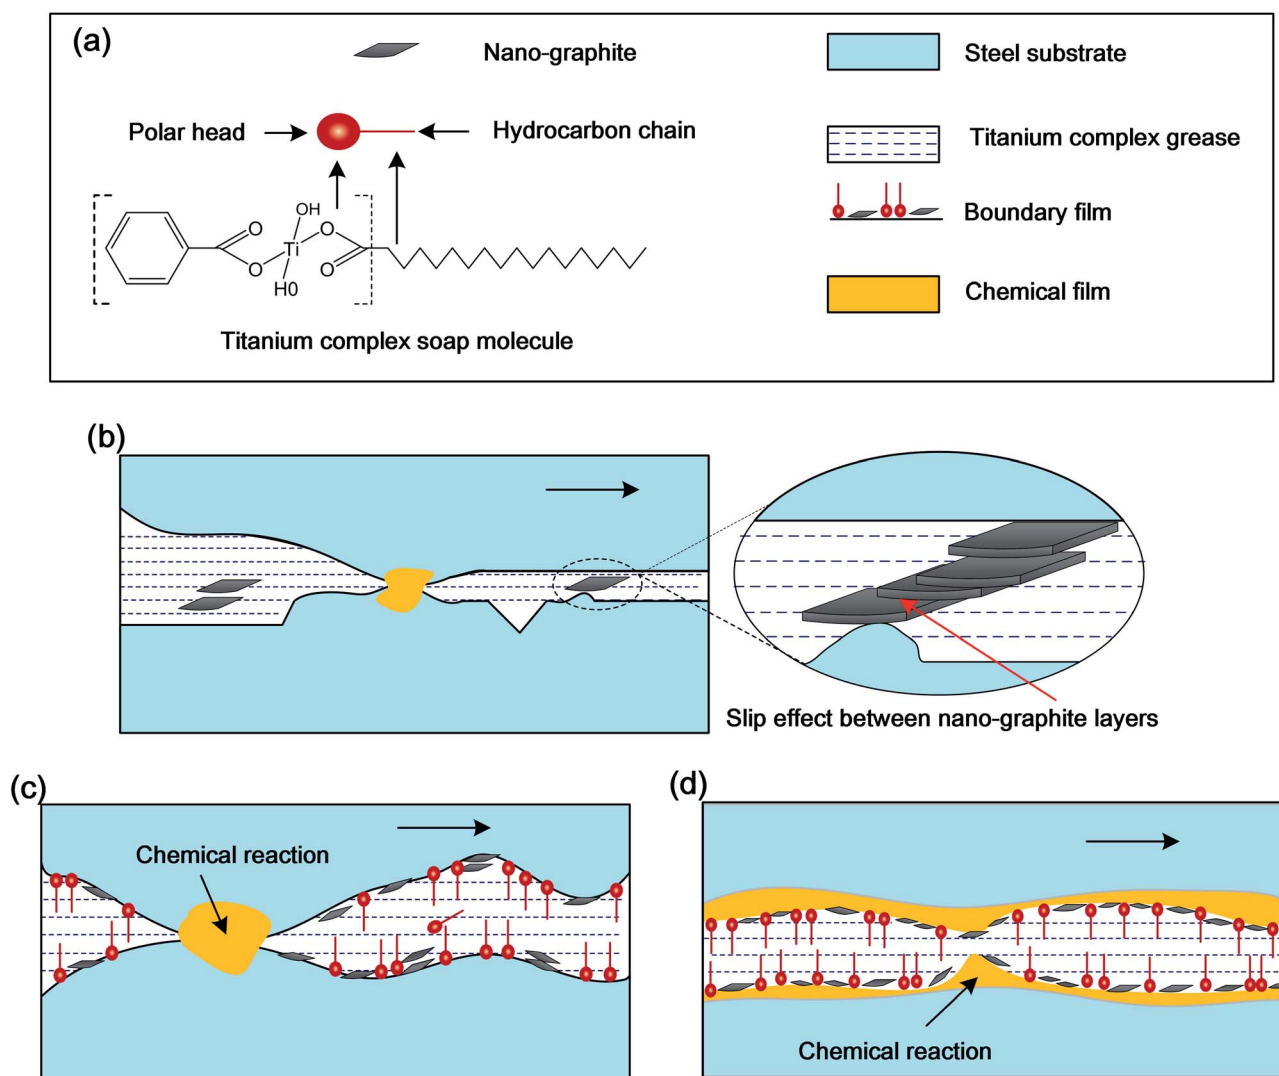 (a)
Nano-graphite
Steel substrate
Polar head
Hydrocarbon chain
Titanium complex grease
Boundary film
OH
O
O
Ti
O
O
H0
Chemical film
Titanium complex soap molecule
(b)
Slip effect between nano-graphite layers
(c)
Chemical reaction
(d)
Chemical reaction